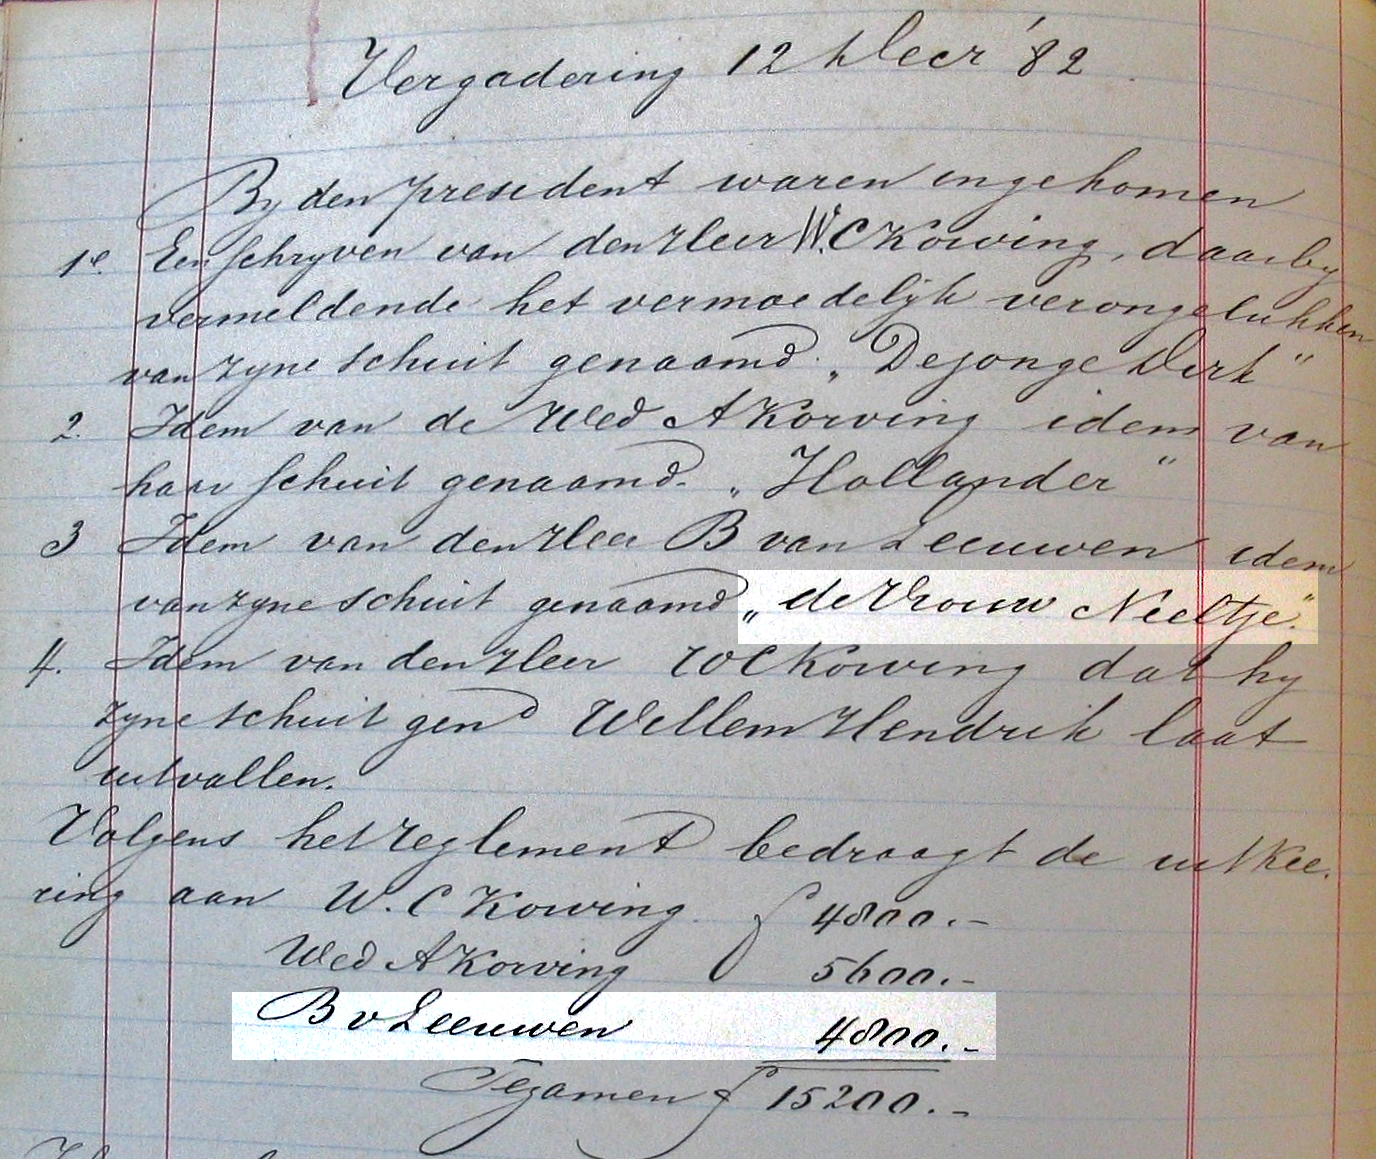 Vergadering 12 Deer '82
By den president waren ingekomen
1e. Een schryven van den Heer W.C Korving, daarby
vermeldende het vermoedelijk verongelukken
van zyne schuit genaamd „De jonge Dirk"
2. Idem van de Wed A Korving idem van
haar schuit genaamd „Hollander"
3 Idem van den Heer B van Leeuwen idem
van zyne schuit genaamd „de Vrouw Neeltje".
4. Idem van den Heer W C Korving dat hy
zyne schuit gend Willem Hendrik laat
uitvallen.
Volgens het reglement bedraagt de uitkee.
ring aan W. C Korving f 4800.-
Wed A Korving 5600.-
B v Leeuwen 4800.-
Tezamen f 15200.-